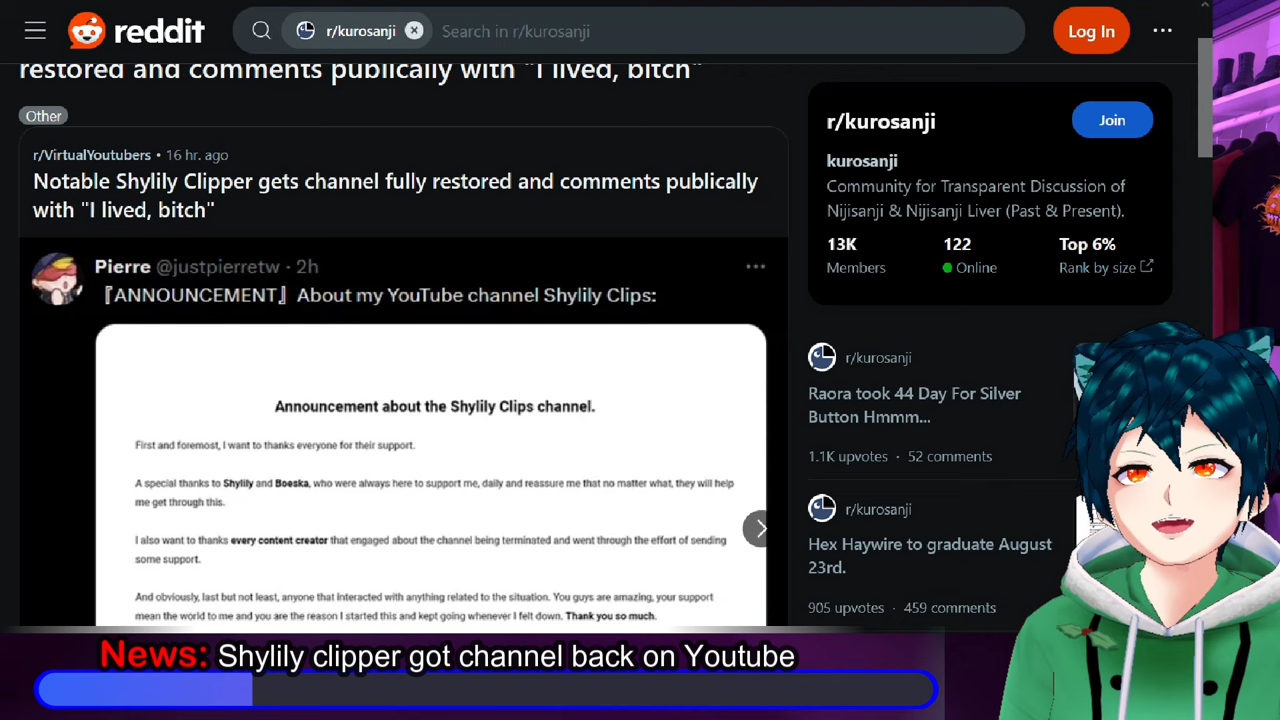 reddit
r/kurosanji
Search in r/kurosanji
Log In
restored and comments publically with "I lived, bitch"
Other
r/VirtualYoutubers • 16 hr. ago
Notable Shylily Clipper gets channel fully restored and comments publically
with "I lived, bitch"
Pierre @justpierretw · 2h
『ANNOUNCEMENT』About my YouTube channel Shylily Clips:
Announcement about the Shylily Clips channel.
First and foremost, I want to thanks everyone for their support.
A special thanks to Shylily and Boeska, who were always here to support me, daily and reassure me that no matter what, they will help
me get through this.
I also want to thanks every content creator that engaged about the channel being terminated and went through the effort of sending
some support.
And obviously, last but not least, anyone that interacted with anything related to the situation. You guys are amazing, your support
mean the world to me and you are the reason I started this and kept going whenever I felt down. Thank you so much.
r/kurosanji
Join
kurosanji
Community for Transparent Discussion of
Nijisanji & Nijisanji Liver (Past & Present).
13K
122
Top 6%
Members
Online
Rank by size
r/kurosanji
Raora took 44 Day For Silver
Button Hmmm...
1.1K upvotes · 52 comments
r/kurosanji
Hex Haywire to graduate August
23rd.
905 upvotes · 459 comments
News: Shylily clipper got channel back on Youtube